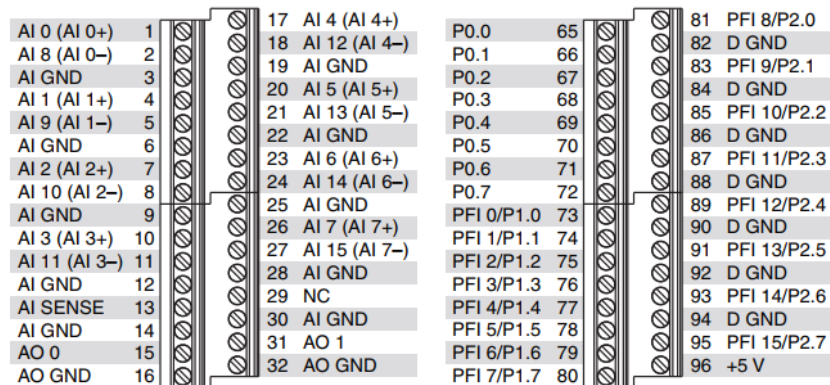 AI 0 (AI 0+) 1
AI 8 (AI 0–) 2
AI GND 3
AI 1 (AI 1+) 4
AI 9 (AI 1–) 5
AI GND 6
AI 2 (AI 2+) 7
AI 10 (AI 2–) 8
AI GND 9
AI 3 (AI 3+) 10
AI 11 (AI 3–) 11
AI GND 12
AI SENSE 13
AI GND 14
AO 0 15
AO GND 16
17 AI 4 (AI 4+)
18 AI 12 (AI 4–)
19 AI GND
20 AI 5 (AI 5+)
21 AI 13 (AI 5–)
22 AI GND
23 AI 6 (AI 6+)
24 AI 14 (AI 6–)
25 AI GND
26 AI 7 (AI 7+)
27 AI 15 (AI 7–)
28 AI GND
29 NC
30 AI GND
31 AO 1
32 AO GND
P0.0 65
P0.1 66
P0.2 67
P0.3 68
P0.4 69
P0.5 70
P0.6 71
P0.7 72
PFI 0/P1.0 73
PFI 1/P1.1 74
PFI 2/P1.2 75
PFI 3/P1.3 76
PFI 4/P1.4 77
PFI 5/P1.5 78
PFI 6/P1.6 79
PFI 7/P1.7 80
81 PFI 8/P2.0
82 D GND
83 PFI 9/P2.1
84 D GND
85 PFI 10/P2.2
86 D GND
87 PFI 11/P2.3
88 D GND
89 PFI 12/P2.4
90 D GND
91 PFI 13/P2.5
92 D GND
93 PFI 14/P2.6
94 D GND
95 PFI 15/P2.7
96 +5 V